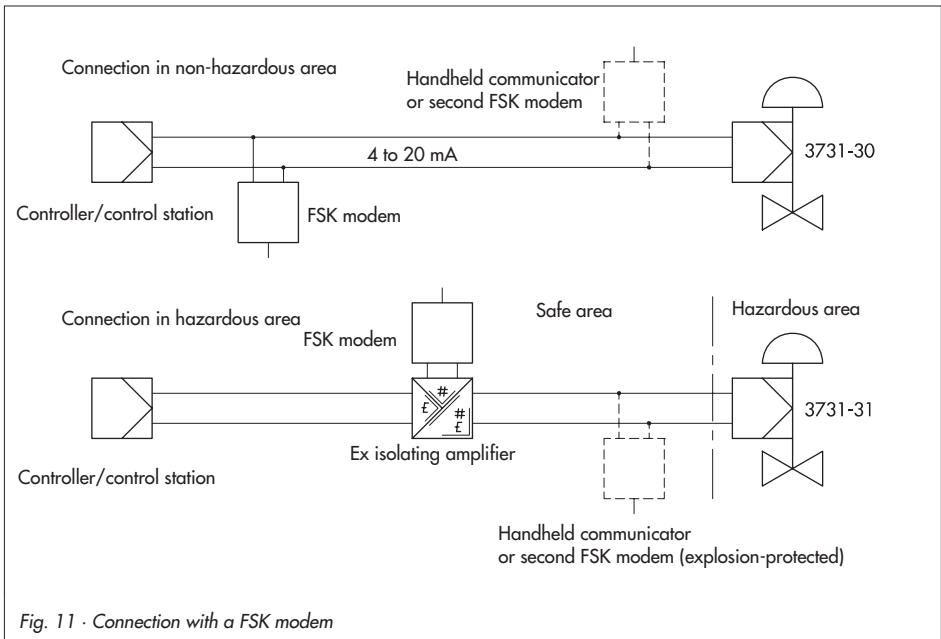 Connection in non-hazardous area
Handheld communicator
or second FSK modem
4 to 20 mA
3731-30
Controller/control station
FSK modem
Connection in hazardous area
FSK modem
Safe area
Hazardous area
3731-31
Ex isolating amplifier
Controller/control station
Handheld communicator
or second FSK modem (explosion-protected)
Fig. 11 · Connection with a FSK modem